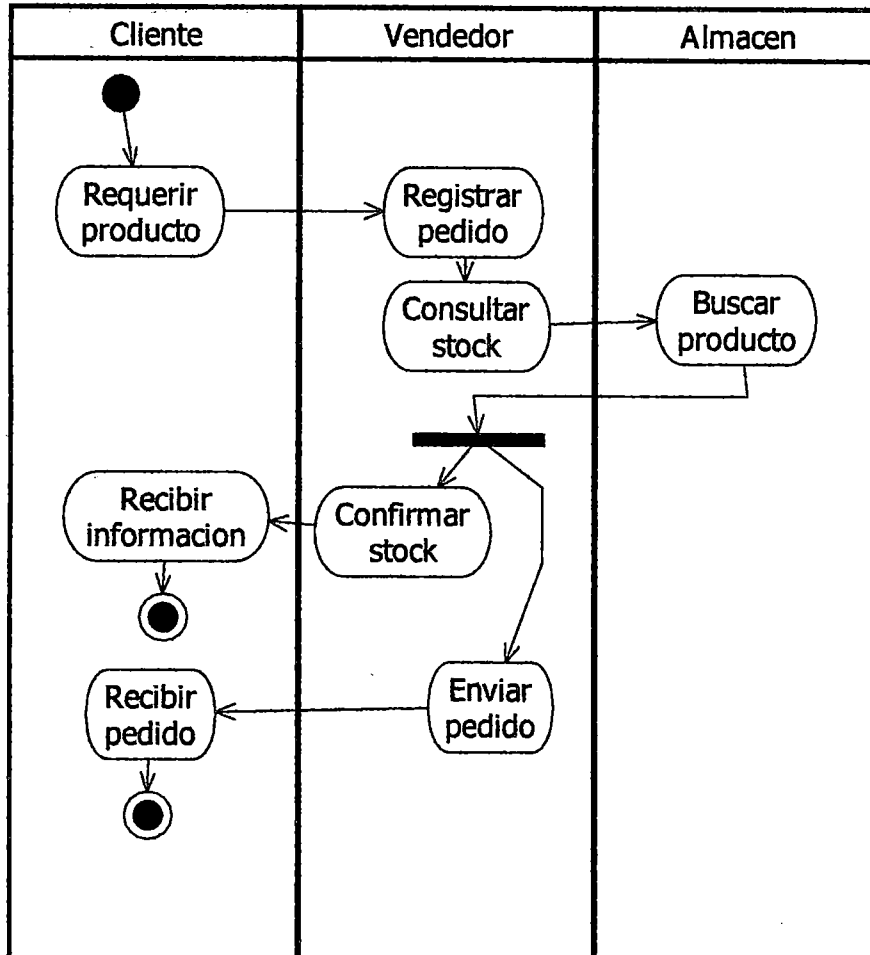 Cliente
Vendedor
Almacen
Requerir
producto
Registrar
pedido
Consultar
stock
Buscar
producto
Recibir
informacion
Confirmar
stock
Recibir
pedido
Enviar
pedido